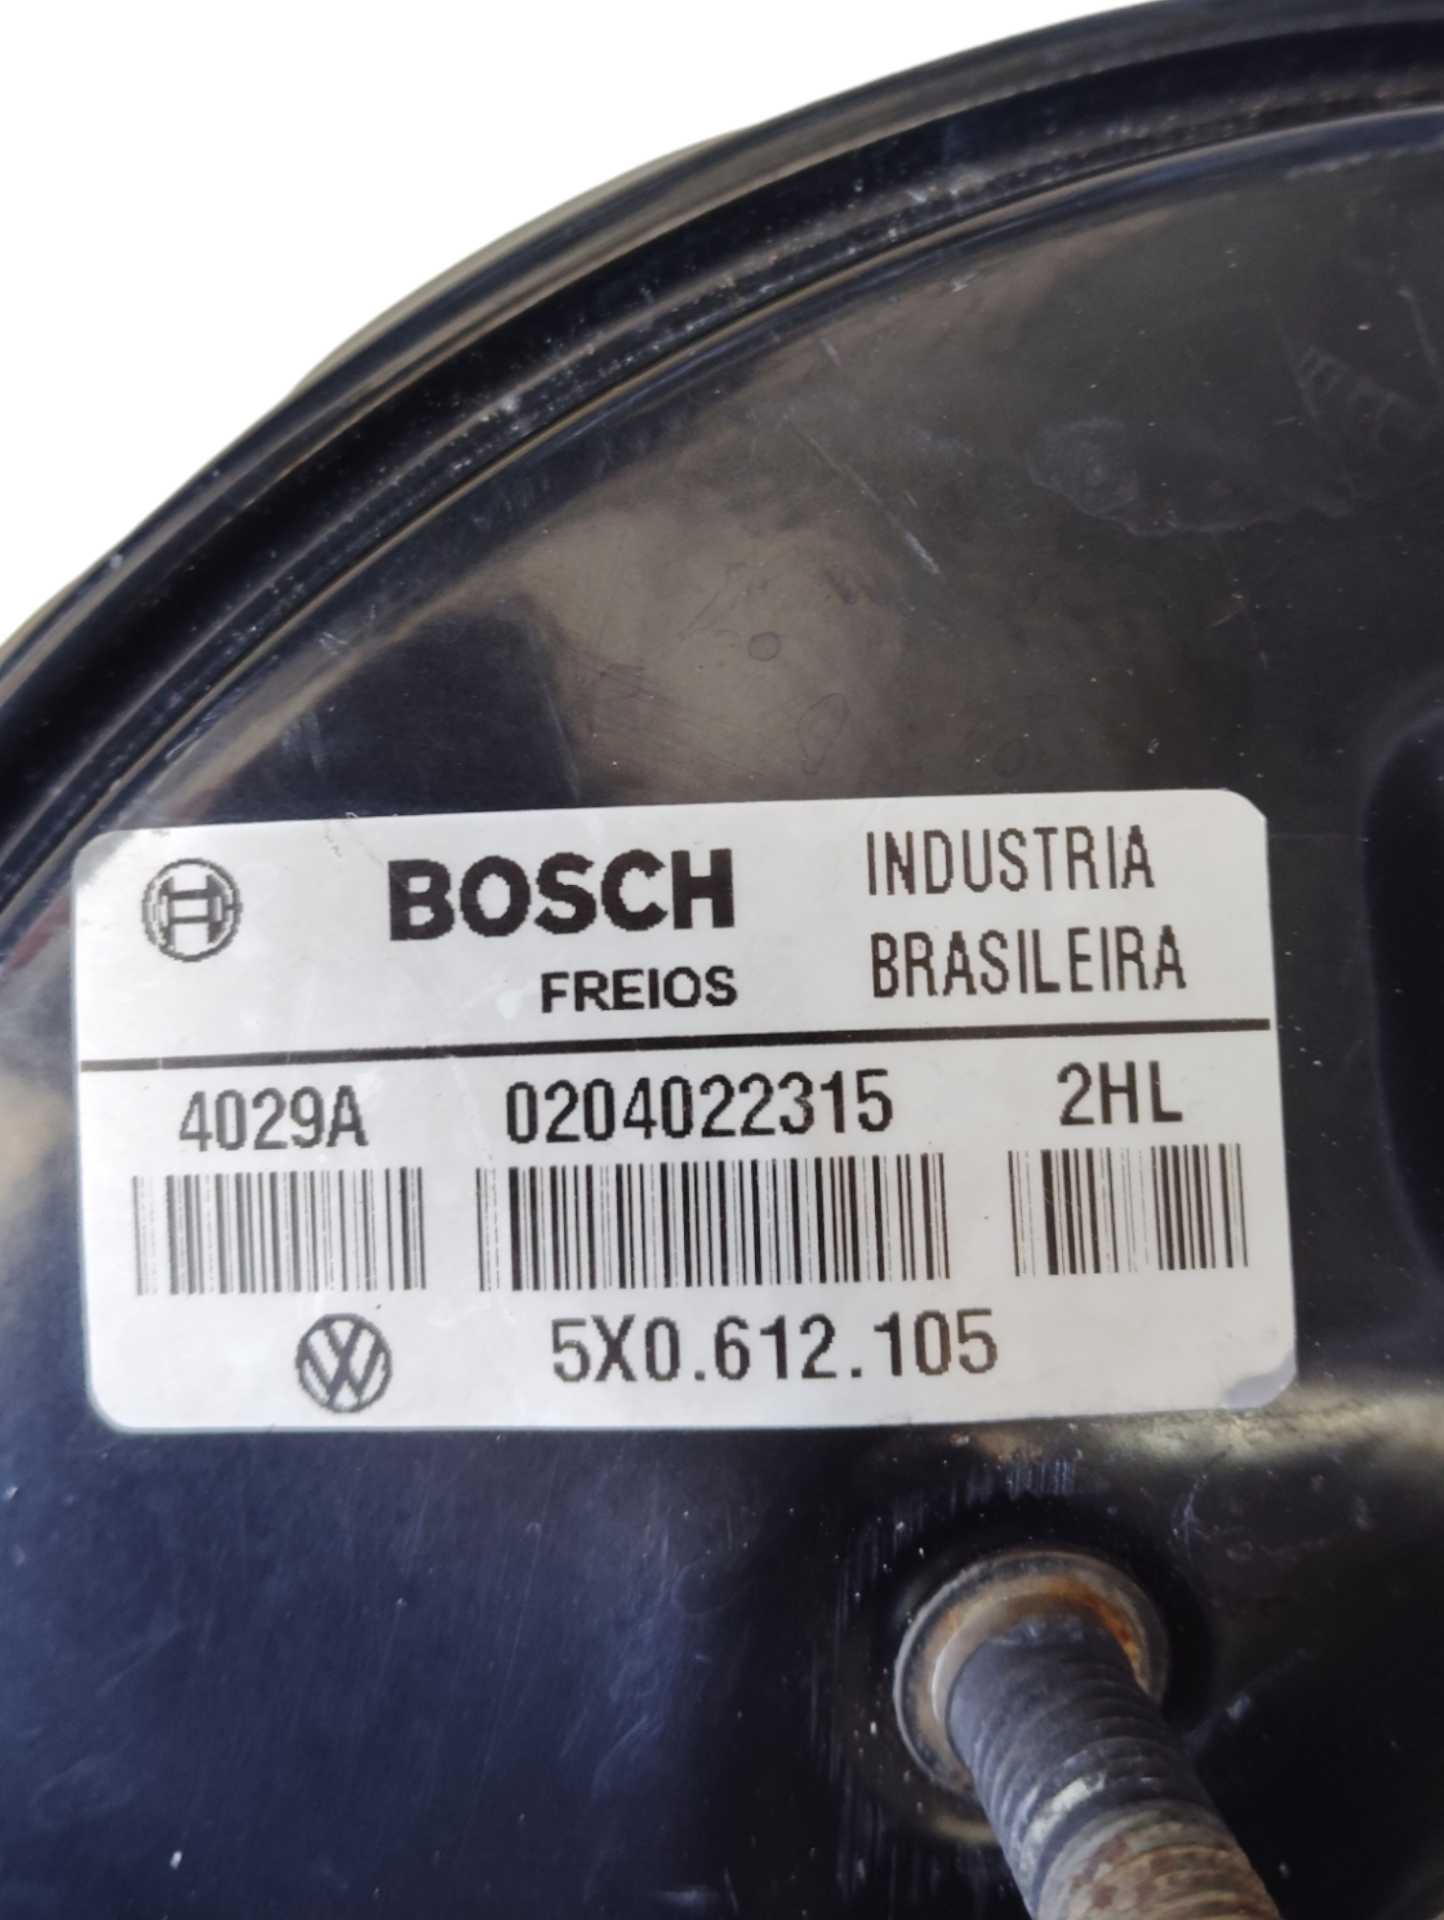 BOSCH
FREIOS
INDUSTRIA
BRASILEIRA
4029A 0204022315 2HL
5X0.612.105